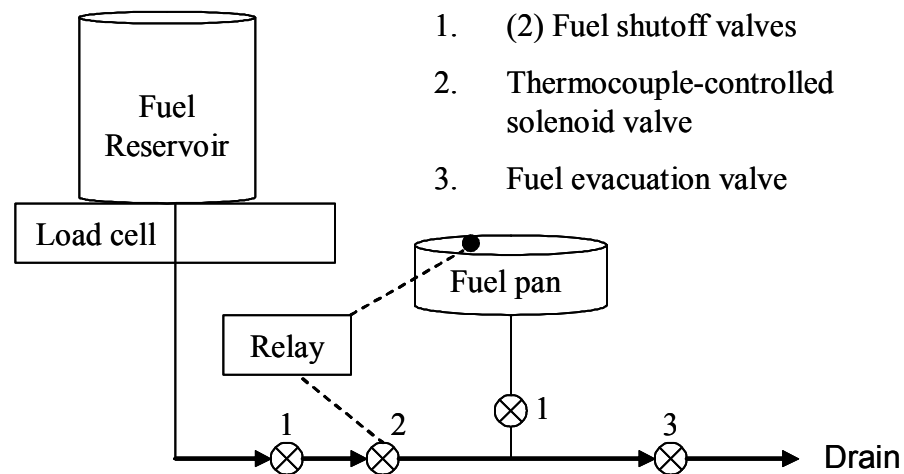 1. (2) Fuel shutoff valves
2. Thermocouple-controlled
solenoid valve
3. Fuel evacuation valve
Fuel
Reservoir
Load cell
Fuel pan
Relay
1
2
1
3
Drain